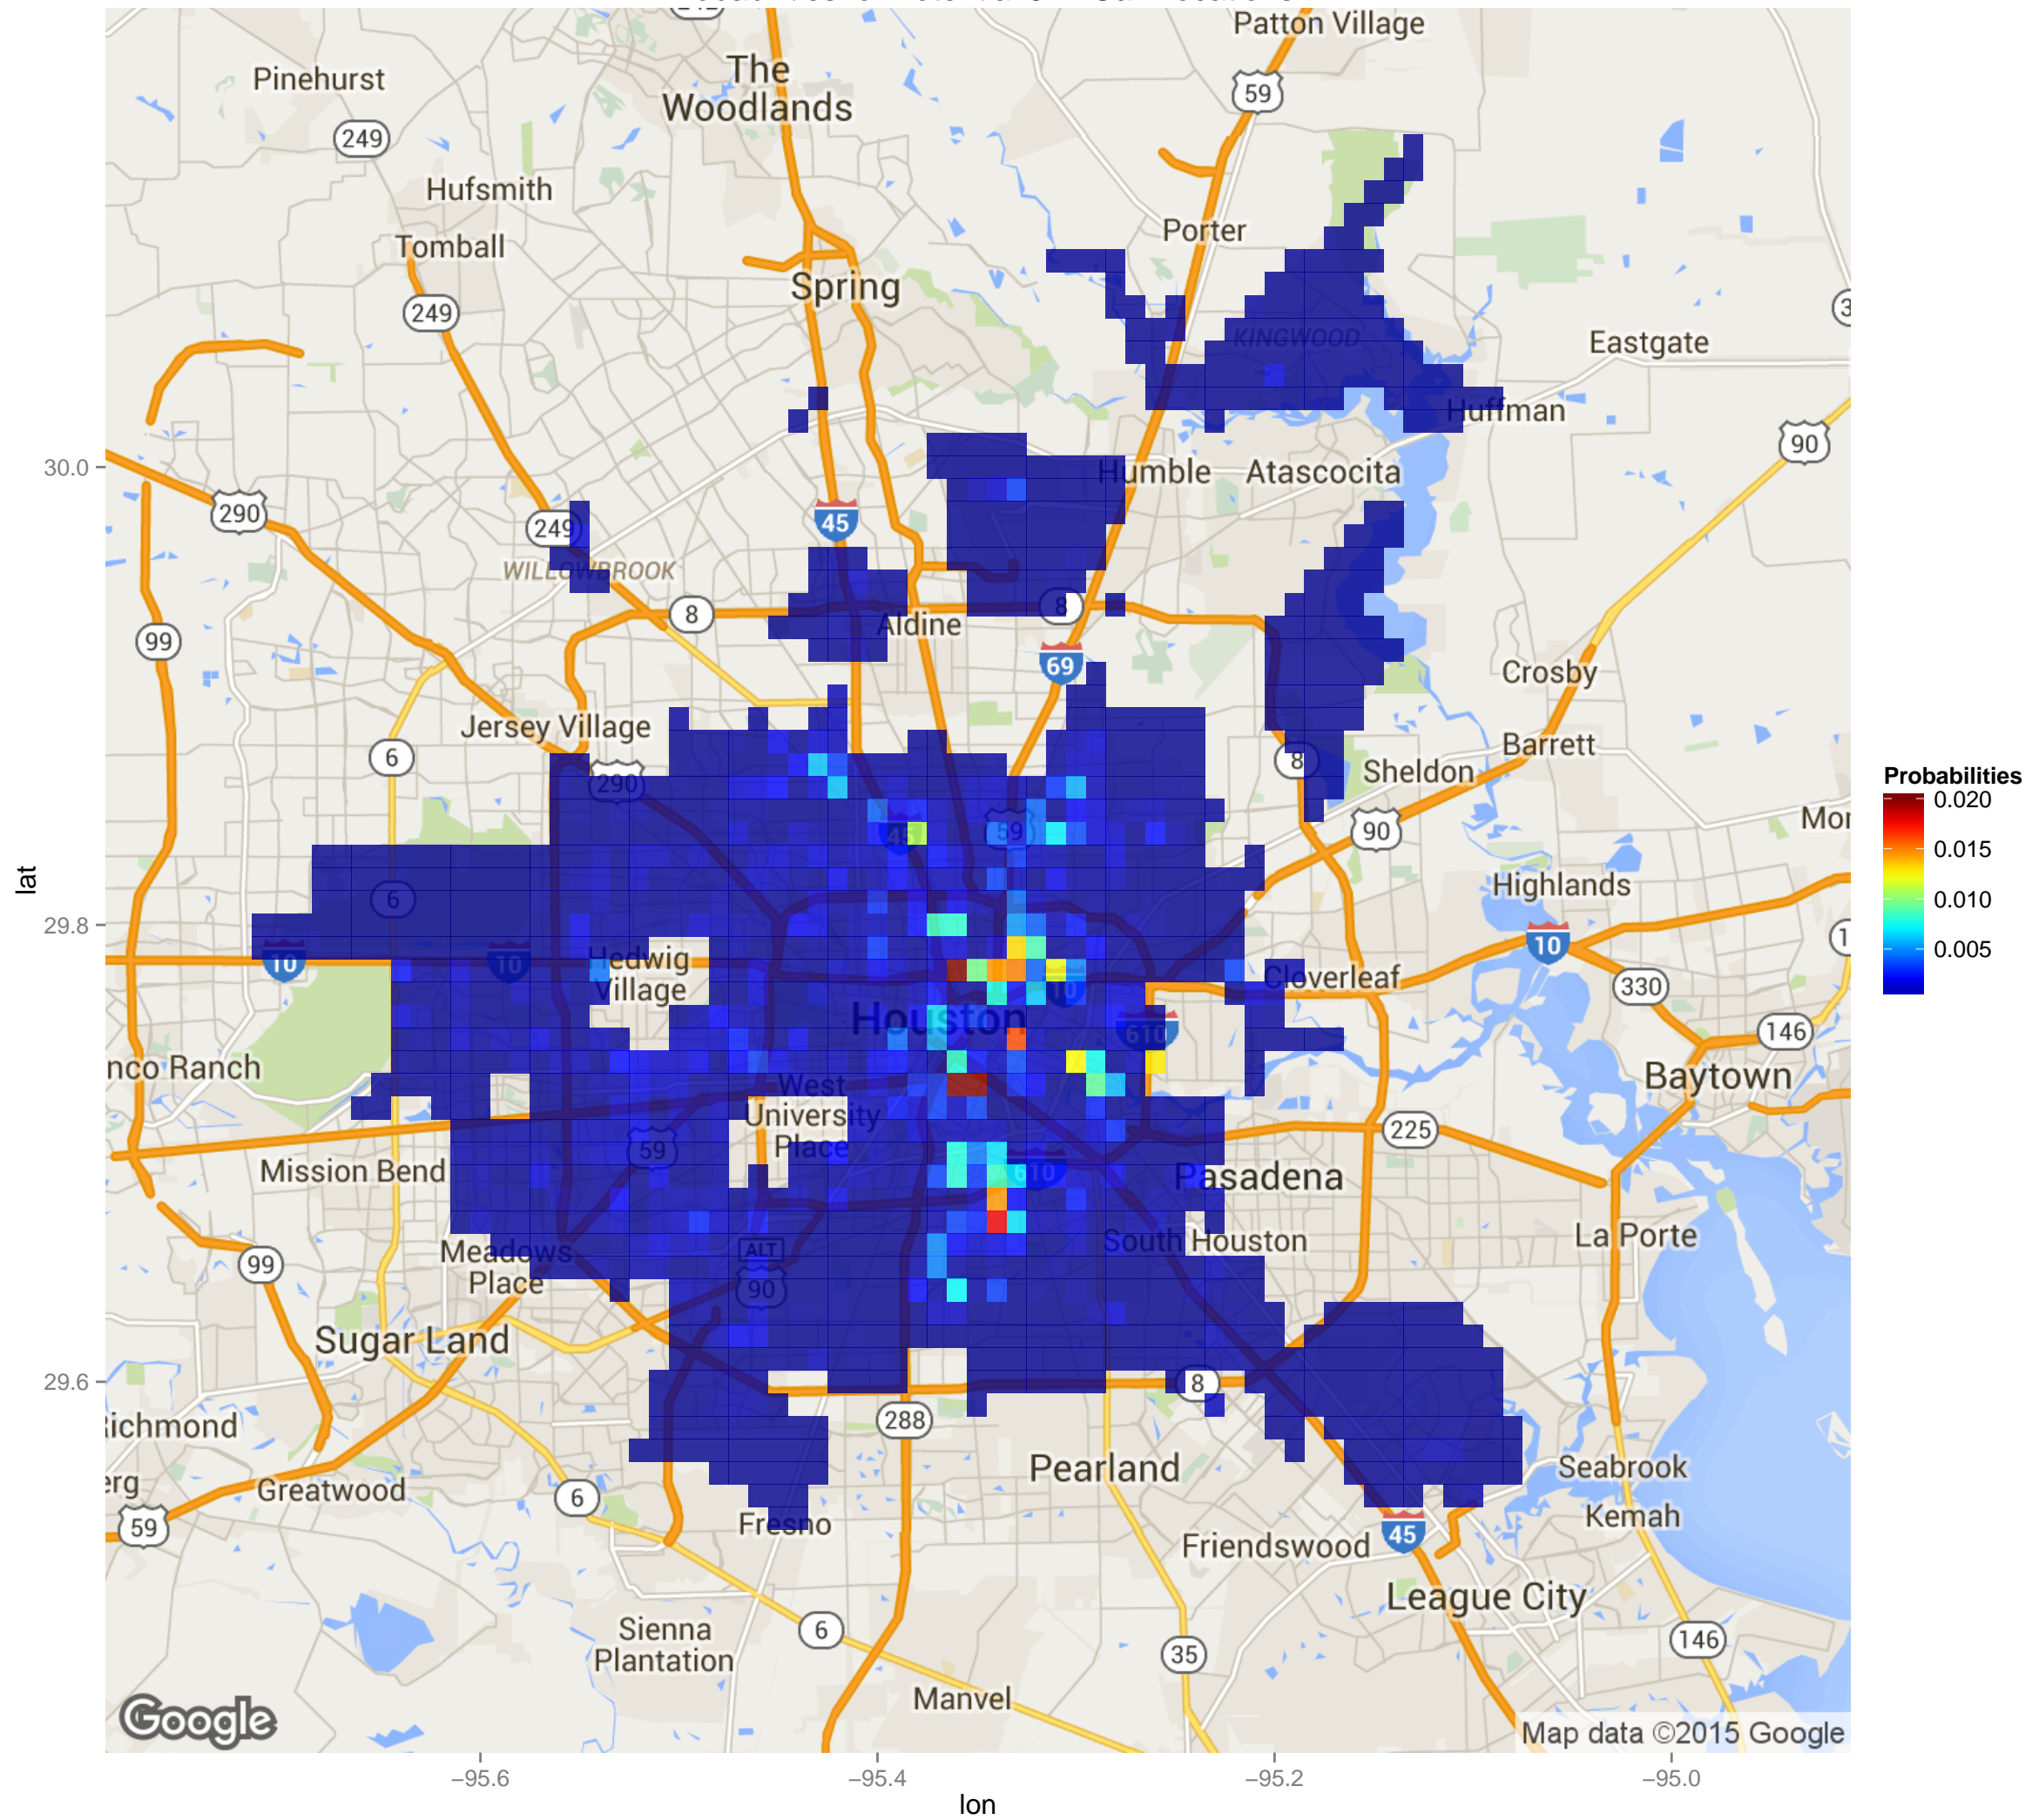 Patton Village
Pinehurst
The
Woodlands
59
249
Hufsmith
Porter
Tomball
Spring
249
KINGWOOD
Eastgate
Huffman
90
30.0
Humble
Atascocita
290
45
249
WILLOWBROOK
8
8
Aldine
99
69
Crosby
Jersey Village
Barrett
6
290
8
Sheldon
Probabilities
0.020
0.015
0.010
0.005
45
59
90
lat
6
Highlands
29.8
10
10
Hedwig
Village
10
Cloverleaf
10
330
Houston
610
146
West
University
Place
Baytown
59
225
Mission Bend
610
Pasadena
La Porte
Meadows
Place
ALT
90
South Houston
99
Sugar Land
29.6
8
288
Pearland
Seabrook
Greatwood
6
59
Fresno
Kemah
45
Friendswood
League City
Sienna
Plantation
6
35
146
Manvel
Google
Map data ©2015 Google
−95.6
−95.4
−95.2
−95.0
lon